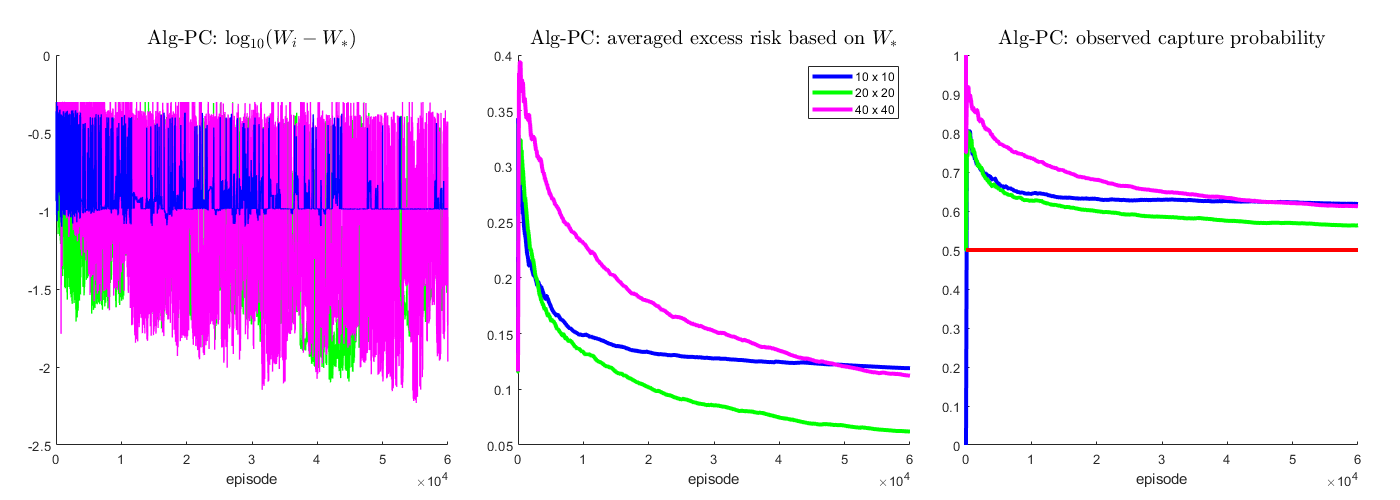 Alg-PC: log₁₀(Wᵢ − W∗)
0
-0.5
-1
-1.5
-2
-2.5
0 1 2 3 4 5 6
episode
×10⁴
Alg-PC: averaged excess risk based on W∗
0.4
0.35
0.3
0.25
0.2
0.15
0.1
0.05
10 x 10
20 x 20
40 x 40
0 1 2 3 4 5 6
episode
×10⁴
Alg-PC: observed capture probability
1
0.9
0.8
0.7
0.6
0.5
0.4
0.3
0.2
0.1
0
0 1 2 3 4 5 6
episode
×10⁴